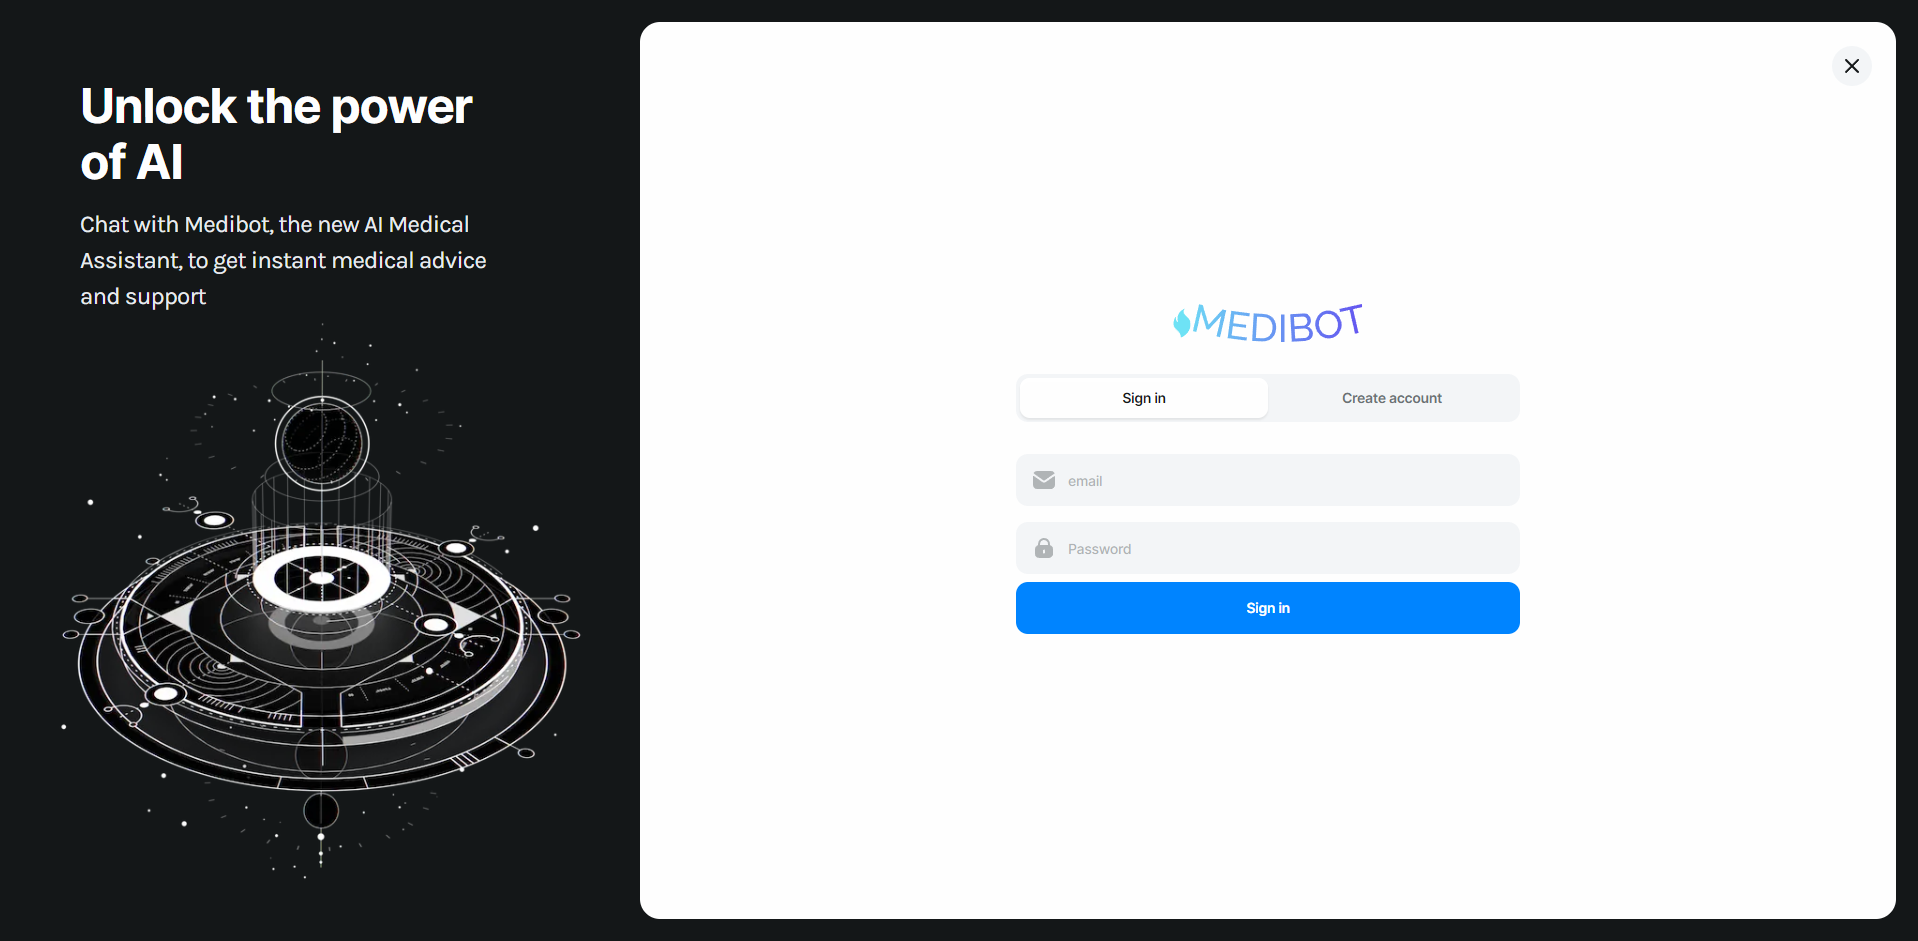 Unlock the power
of AI
Chat with Medibot, the new AI Medical
Assistant, to get instant medical advice
and support
MEDIBOT
Sign in
Create account
email
Password
Sign in